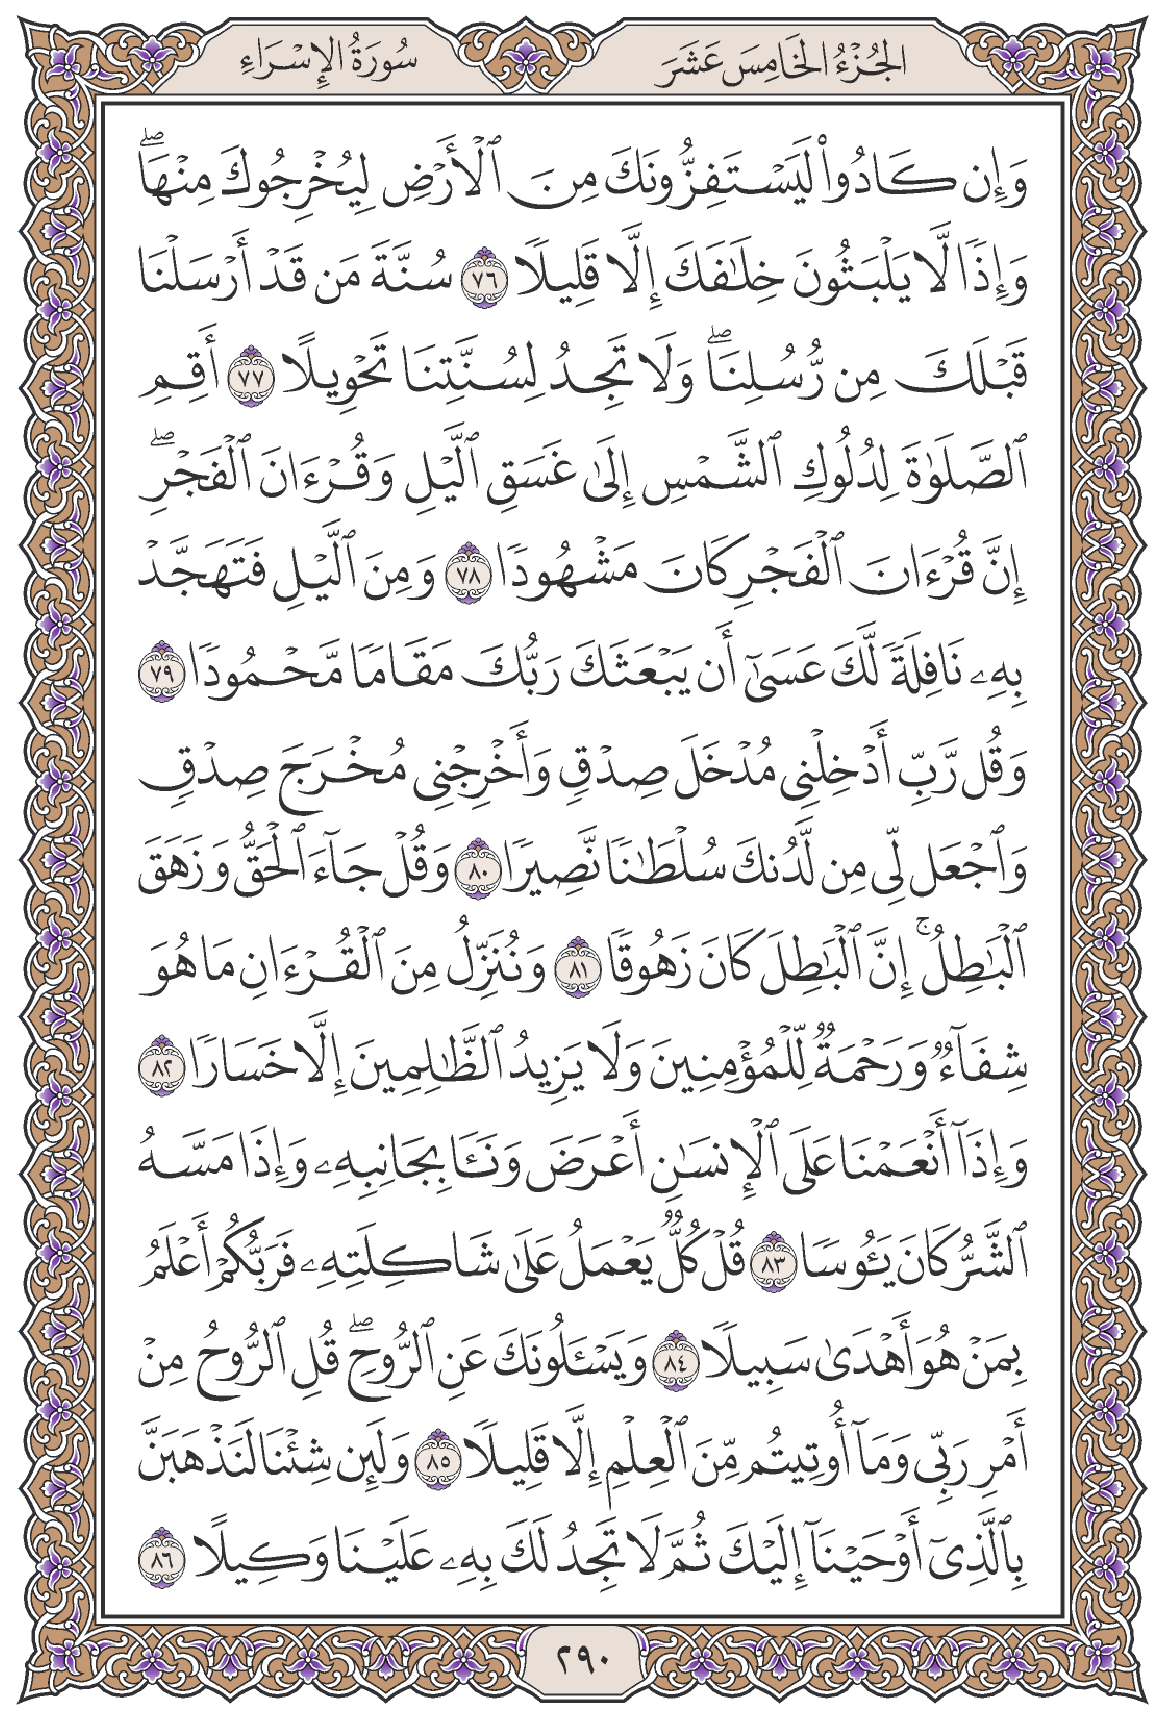 الجُزْءُ الخَامِسَ عَشَرَ
سُورَةُ الإِسْرَاءِ
وَإِن كَادُوا۟ لَيَسْتَفِزُّونَكَ مِنَ ٱلْأَرْضِ لِيُخْرِجُوكَ مِنْهَا ۖ
وَإِذًا لَّا يَلْبَثُونَ خِلَـٰفَكَ إِلَّا قَلِيلًا ٧٦ سُنَّةَ مَن قَدْ أَرْسَلْنَا
قَبْلَكَ مِن رُّسُلِنَا ۖ وَلَا تَجِدُ لِسُنَّتِنَا تَحْوِيلًا ٧٧ أَقِمِ
ٱلصَّلَوٰةَ لِدُلُوكِ ٱلشَّمْسِ إِلَىٰ غَسَقِ ٱلَّيْلِ وَقُرْءَانَ ٱلْفَجْرِ ۖ
إِنَّ قُرْءَانَ ٱلْفَجْرِ كَانَ مَشْهُودًا ٧٨ وَمِنَ ٱلَّيْلِ فَتَهَجَّدْ
بِهِۦ نَافِلَةً لَّكَ عَسَىٰٓ أَن يَبْعَثَكَ رَبُّكَ مَقَامًا مَّحْمُودًا ٧٩
وَقُل رَّبِّ أَدْخِلْنِى مُدْخَلَ صِدْقٍ وَأَخْرِجْنِى مُخْرَجَ صِدْقٍ
وَٱجْعَل لِّى مِن لَّدُنكَ سُلْطَـٰنًا نَّصِيرًا ٨٠ وَقُلْ جَآءَ ٱلْحَقُّ وَزَهَقَ
ٱلْبَـٰطِلُ ۚ إِنَّ ٱلْبَـٰطِلَ كَانَ زَهُوقًا ٨١ وَنُنَزِّلُ مِنَ ٱلْقُرْءَانِ مَا هُوَ
شِفَآءٌ وَرَحْمَةٌ لِّلْمُؤْمِنِينَ وَلَا يَزِيدُ ٱلظَّـٰلِمِينَ إِلَّا خَسَارًا ٨٢
وَإِذَآ أَنْعَمْنَا عَلَى ٱلْإِنسَـٰنِ أَعْرَضَ وَنَـَٔا بِجَانِبِهِۦ وَإِذَا مَسَّهُ
ٱلشَّرُّ كَانَ يَـُٔوسًا ٨٣ قُلْ كُلٌّ يَعْمَلُ عَلَىٰ شَاكِلَتِهِۦ فَرَبُّكُمْ أَعْلَمُ
بِمَنْ هُوَ أَهْدَىٰ سَبِيلًا ٨٤ وَيَسْـَٔلُونَكَ عَنِ ٱلرُّوحِ ۖ قُلِ ٱلرُّوحُ مِنْ
أَمْرِ رَبِّى وَمَآ أُوتِيتُم مِّنَ ٱلْعِلْمِ إِلَّا قَلِيلًا ٨٥ وَلَئِن شِئْنَا لَنَذْهَبَنَّ
بِٱلَّذِىٓ أَوْحَيْنَآ إِلَيْكَ ثُمَّ لَا تَجِدُ لَكَ بِهِۦ عَلَيْنَا وَكِيلًا ٨٦
٢٩٠